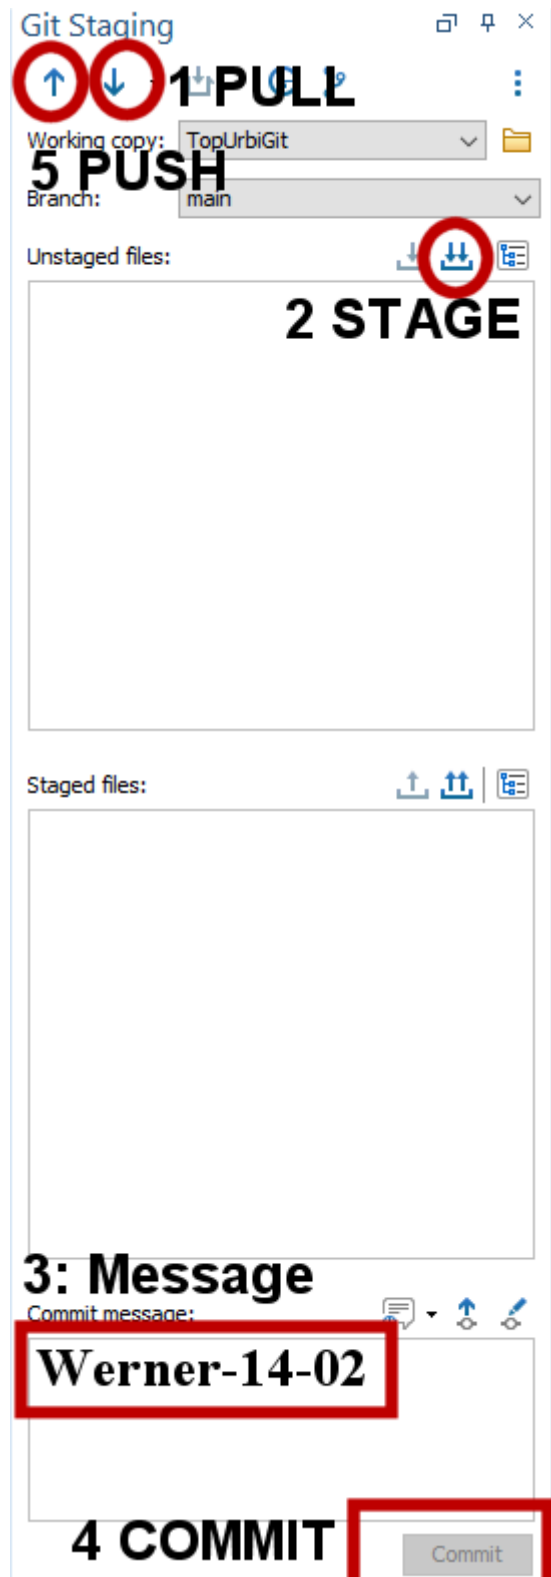 Git Staging
1 PULL
Working copy: TopUrbiGit
5 PUSH
Branch: main
Unstaged files:
2 STAGE
Staged files:
3: Message
Commit message:
Werner-14-02
4 COMMIT
Commit